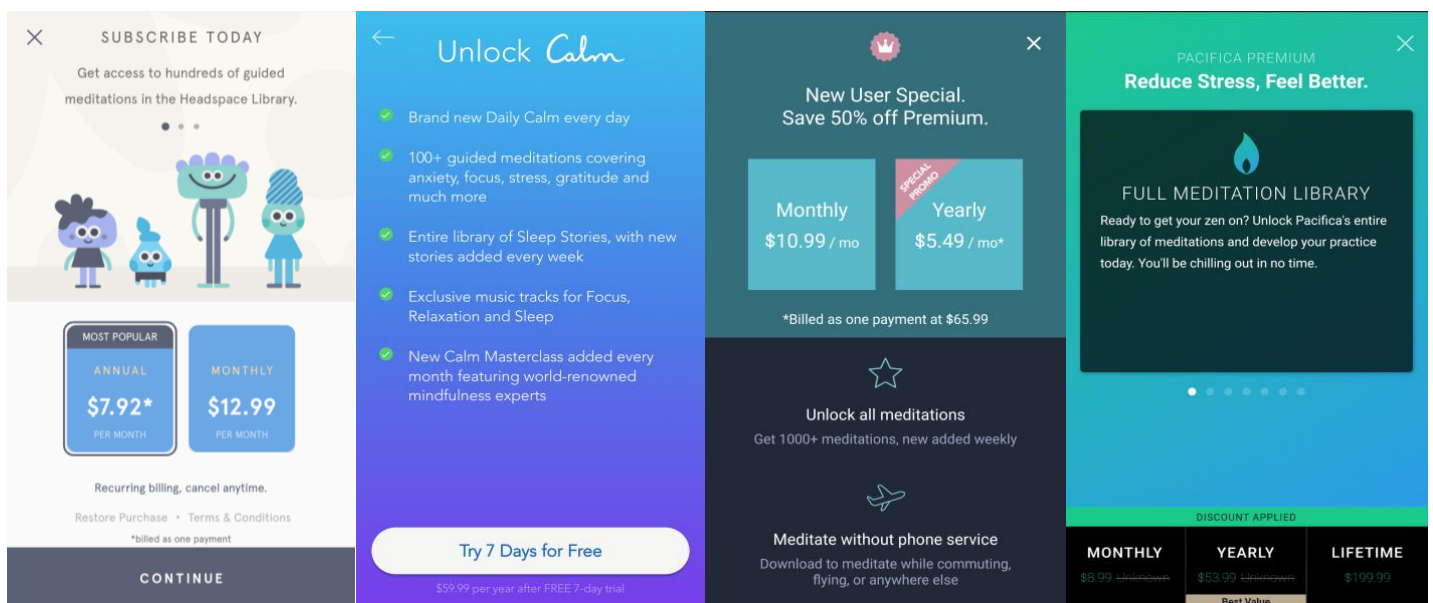 SUBSCRIBE TODAY
Get access to hundreds of guided
meditations in the Headspace Library.
MOST POPULAR
ANNUAL
$7.92*
PER MONTH
MONTHLY
$12.99
PER MONTH
Recurring billing, cancel anytime.
Restore Purchase • Terms & Conditions
*billed as one payment
CONTINUE
Unlock Calm
Brand new Daily Calm every day
100+ guided meditations covering
anxiety, focus, stress, gratitude and
much more
Entire library of Sleep Stories, with new
stories added every week
Exclusive music tracks for Focus,
Relaxation and Sleep
New Calm Masterclass added every
month featuring world-renowned
mindfulness experts
Try 7 Days for Free
$59.99 per year after FREE 7-day trial
New User Special.
Save 50% off Premium.
Monthly
$10.99 / mo
SPECIAL
PROMO
Yearly
$5.49 / mo*
*Billed as one payment at $65.99
Unlock all meditations
Get 1000+ meditations, new added weekly
Meditate without phone service
Download to meditate while commuting,
flying, or anywhere else
PACIFICA PREMIUM
Reduce Stress, Feel Better.
FULL MEDITATION LIBRARY
Ready to get your zen on? Unlock Pacifica's entire
library of meditations and develop your practice
today. You'll be chilling out in no time.
DISCOUNT APPLIED
MONTHLY
$8.99 Unknown
YEARLY
$53.99 Unknown
Best Value
LIFETIME
$199.99